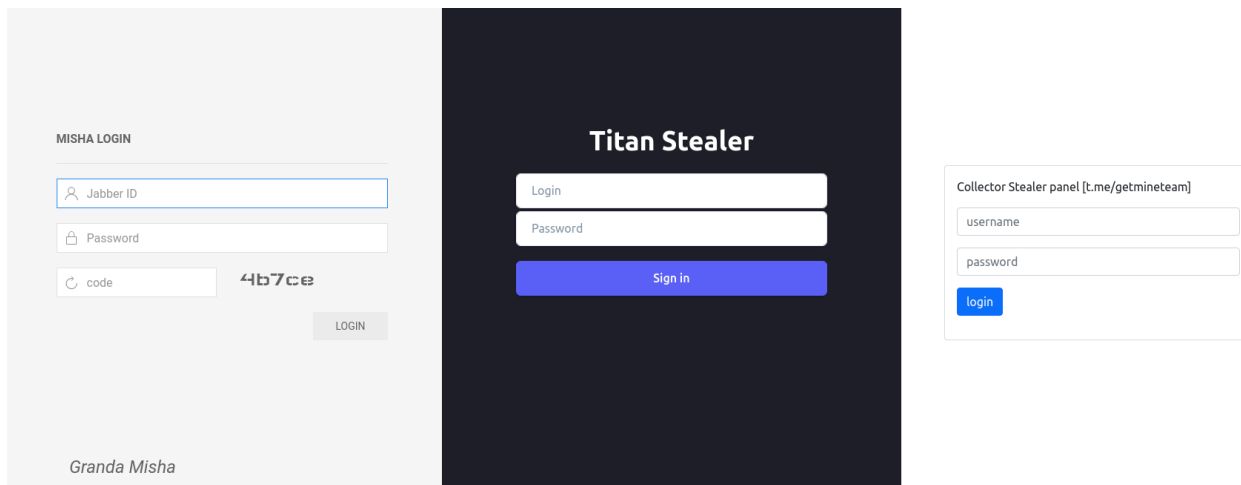 MISHA LOGIN
Jabber ID
Password
code
4b7ce
LOGIN
Granda Misha
Titan Stealer
Login
Password
Sign in
Collector Stealer panel [t.me/getmineteam]
username
password
login